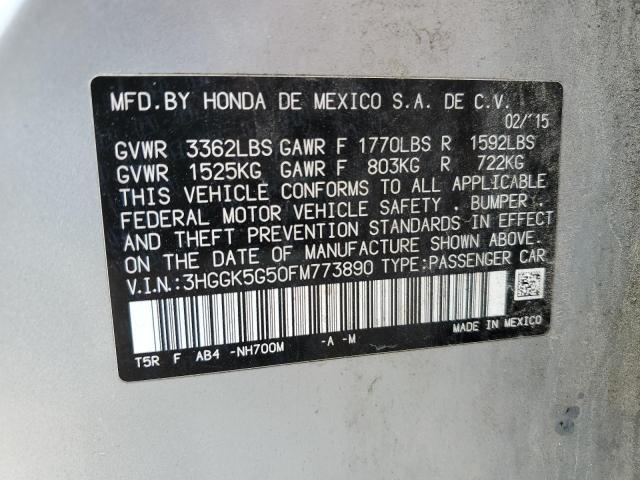 MFD.BY HONDA DE MEXICO S.A. DE C.V.
02/'15
GVWR 3362LBS GAWR F 1770LBS R 1592LBS
GVWR 1525KG GAWR F 803KG R 722KG
THIS VEHICLE CONFORMS TO ALL APPLICABLE
FEDERAL MOTOR VEHICLE SAFETY . BUMPER .
AND THEFT PREVENTION STANDARDS IN EFFECT
ON THE DATE OF MANUFACTURE SHOWN ABOVE.
V.I.N.:3HGGK5G50FM773890 TYPE:PASSENGER CAR
MADE IN MEXICO
T5R F AB4 -NH700M -A -M